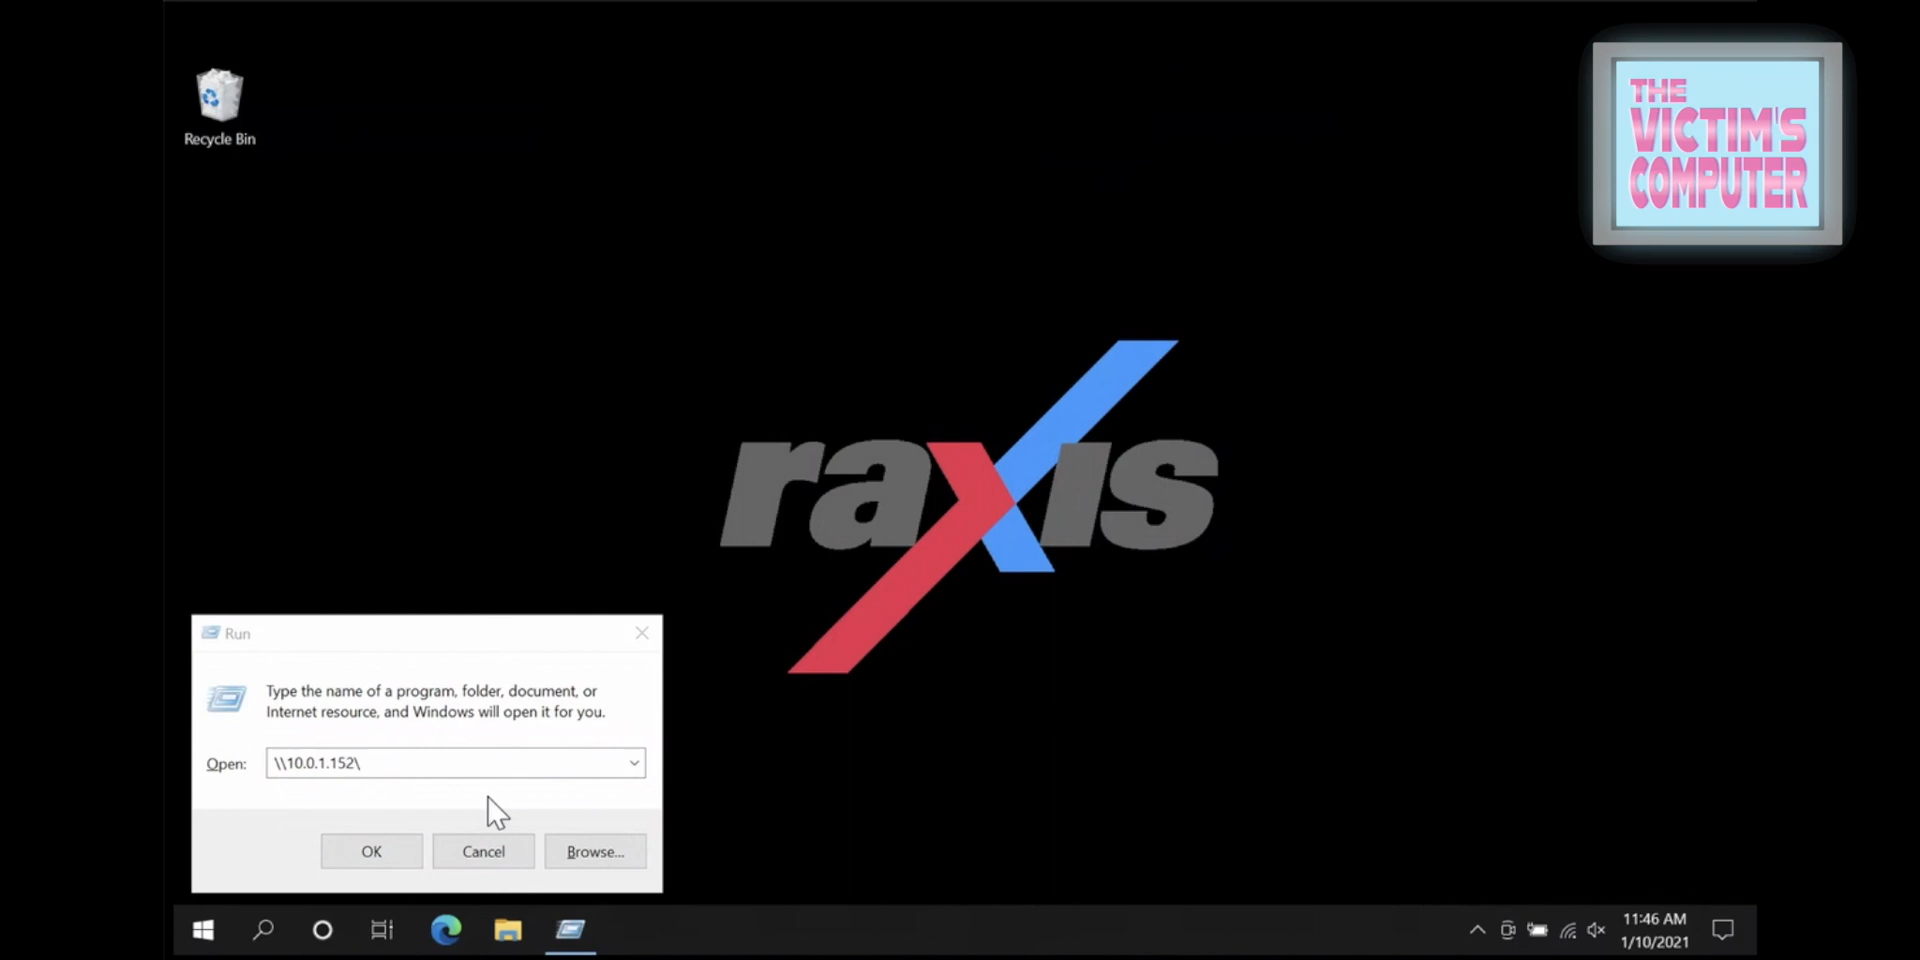 Recycle Bin
THE
VICTIM'S
COMPUTER
raxis
Run
Type the name of a program, folder, document, or
Internet resource, and Windows will open it for you.
Open:
\\10.0.1.152\
OK
Cancel
Browse...
11:46 AM
1/10/2021